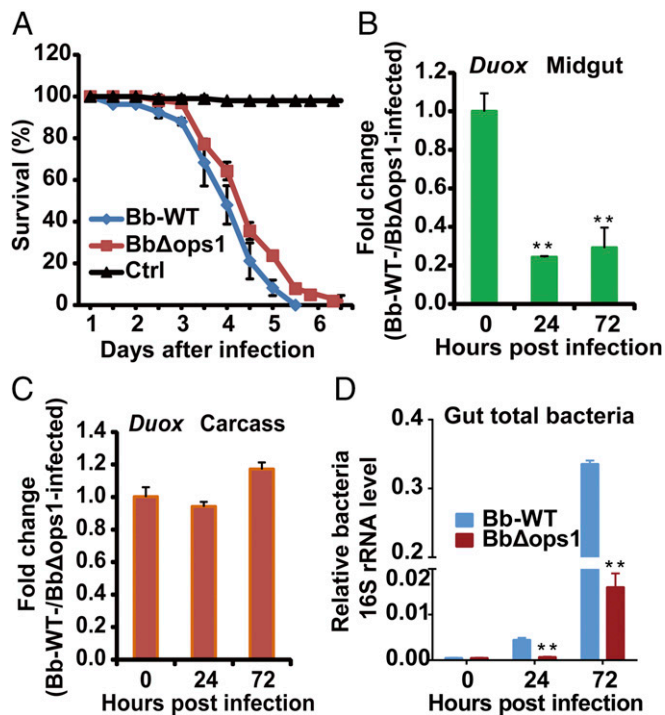 A
Survival (%)
120
100
80
60
40
20
0
Bb-WT
BbΔops1
Ctrl
1 2 3 4 5 6
Days after infection
B
Fold change
(Bb-WT-/BbΔops1-infected)
Duox Midgut
1.2
1.0
0.8
0.6
0.4
0.2
0.0
**
**
0 24 72
Hours post infection
C
Fold change
(Bb-WT-/BbΔops1-infected)
Duox Carcass
1.4
1.2
1.0
0.8
0.6
0.4
0.2
0.0
0 24 72
Hours post infection
D
Relative bacteria
16S rRNA level
Gut total bacteria
0.4
0.3
0.2
0.02
0.01
0.00
Bb-WT
BbΔops1
**
**
0 24 72
Hours post infection